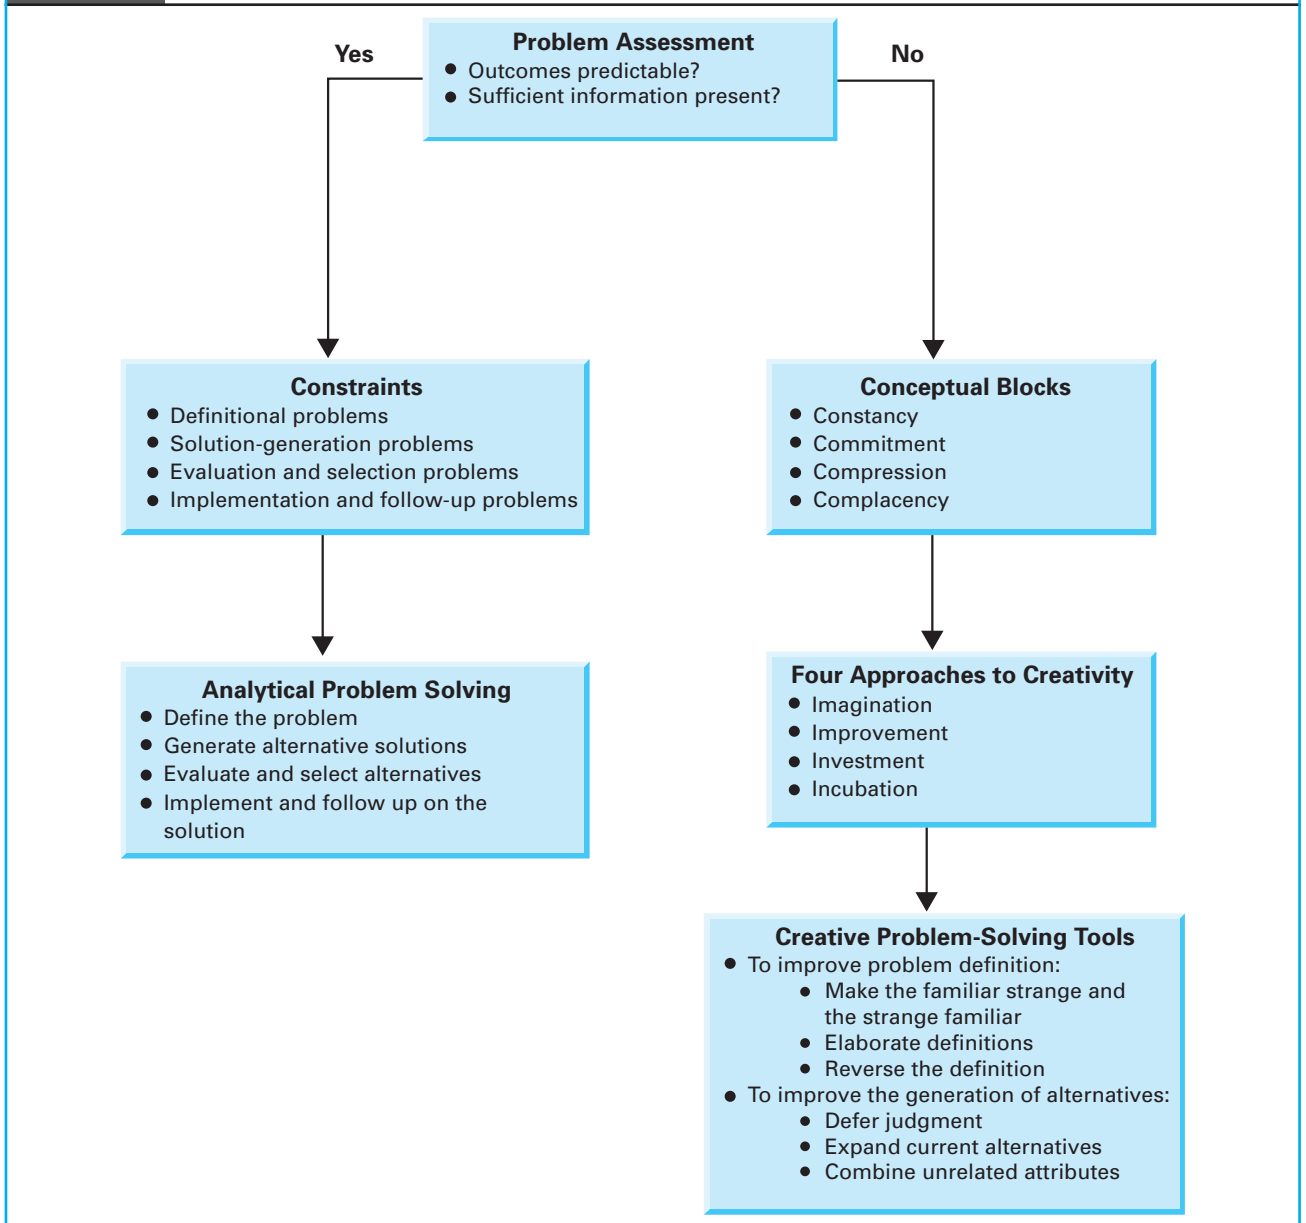 Problem Assessment
Yes
No
• Outcomes predictable?
• Sufficient information present?
Constraints
• Definitional problems
• Solution-generation problems
• Evaluation and selection problems
• Implementation and follow-up problems
Conceptual Blocks
• Constancy
• Commitment
• Compression
• Complacency
Analytical Problem Solving
• Define the problem
• Generate alternative solutions
• Evaluate and select alternatives
• Implement and follow up on the
solution
Four Approaches to Creativity
• Imagination
• Improvement
• Investment
• Incubation
Creative Problem-Solving Tools
• To improve problem definition:
• Make the familiar strange and
the strange familiar
• Elaborate definitions
• Reverse the definition
• To improve the generation of alternatives:
• Defer judgment
• Expand current alternatives
• Combine unrelated attributes